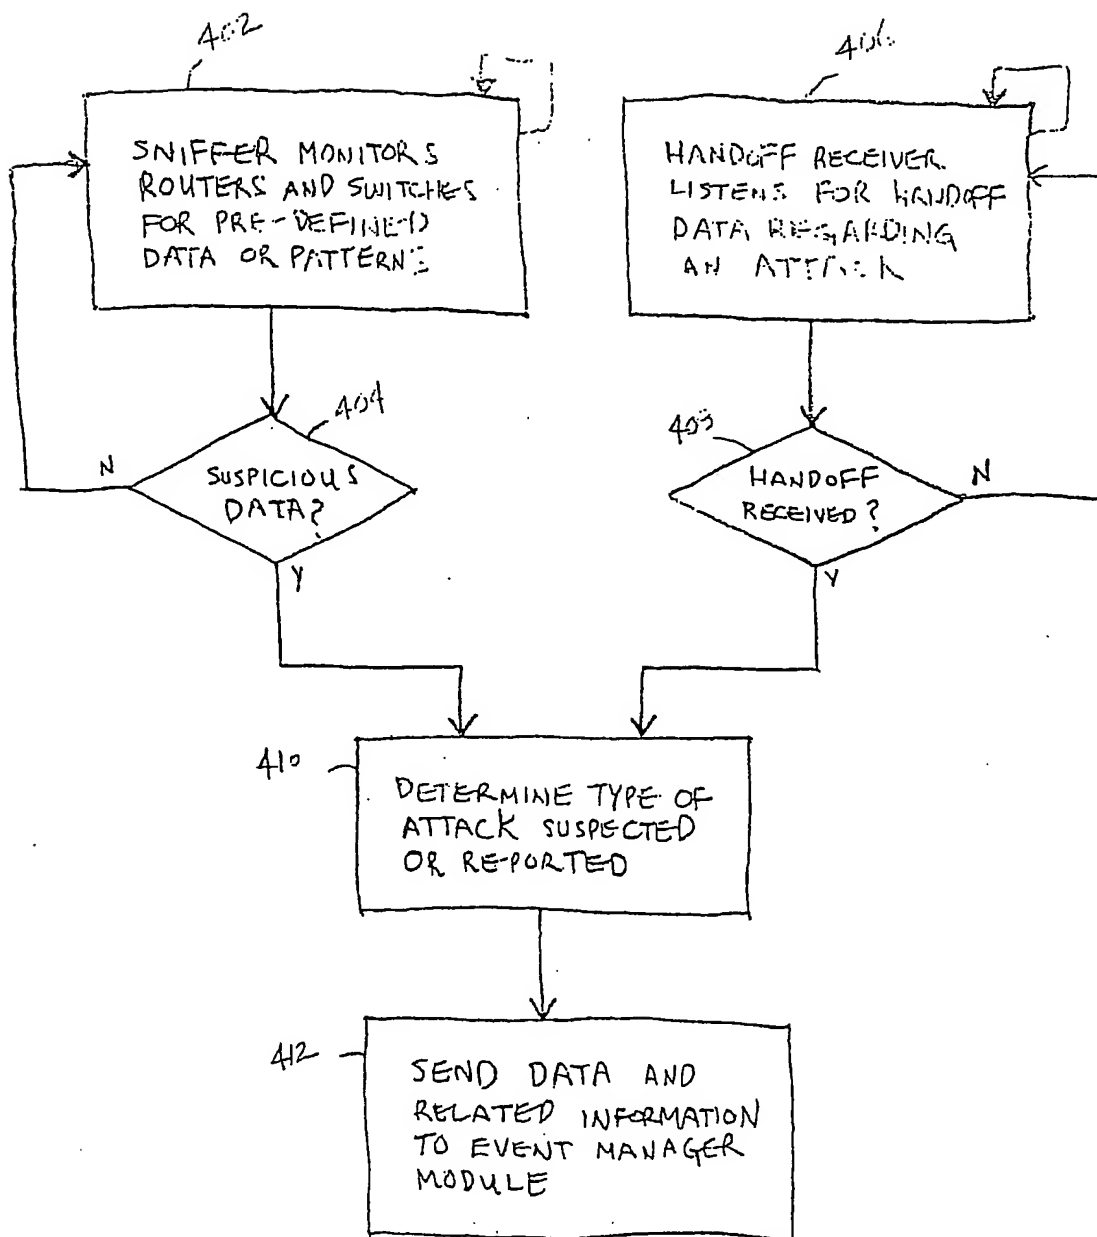 402
SNIFFER MONITORS
ROUTERS AND SWITCHES
FOR PRE-DEFINED
DATA OR PATTERNS
406
HANDOFF RECEIVER
LISTENS FOR HANDOFF
DATA REGARDING
AN ATTACK
404
N
SUSPICIOUS
DATA?
Y
HANDOFF
RECEIVED?
N
Y
410
DETERMINE TYPE OF
ATTACK SUSPECTED
OR REPORTED
412
SEND DATA AND
RELATED INFORMATION
TO EVENT MANAGER
MODULE